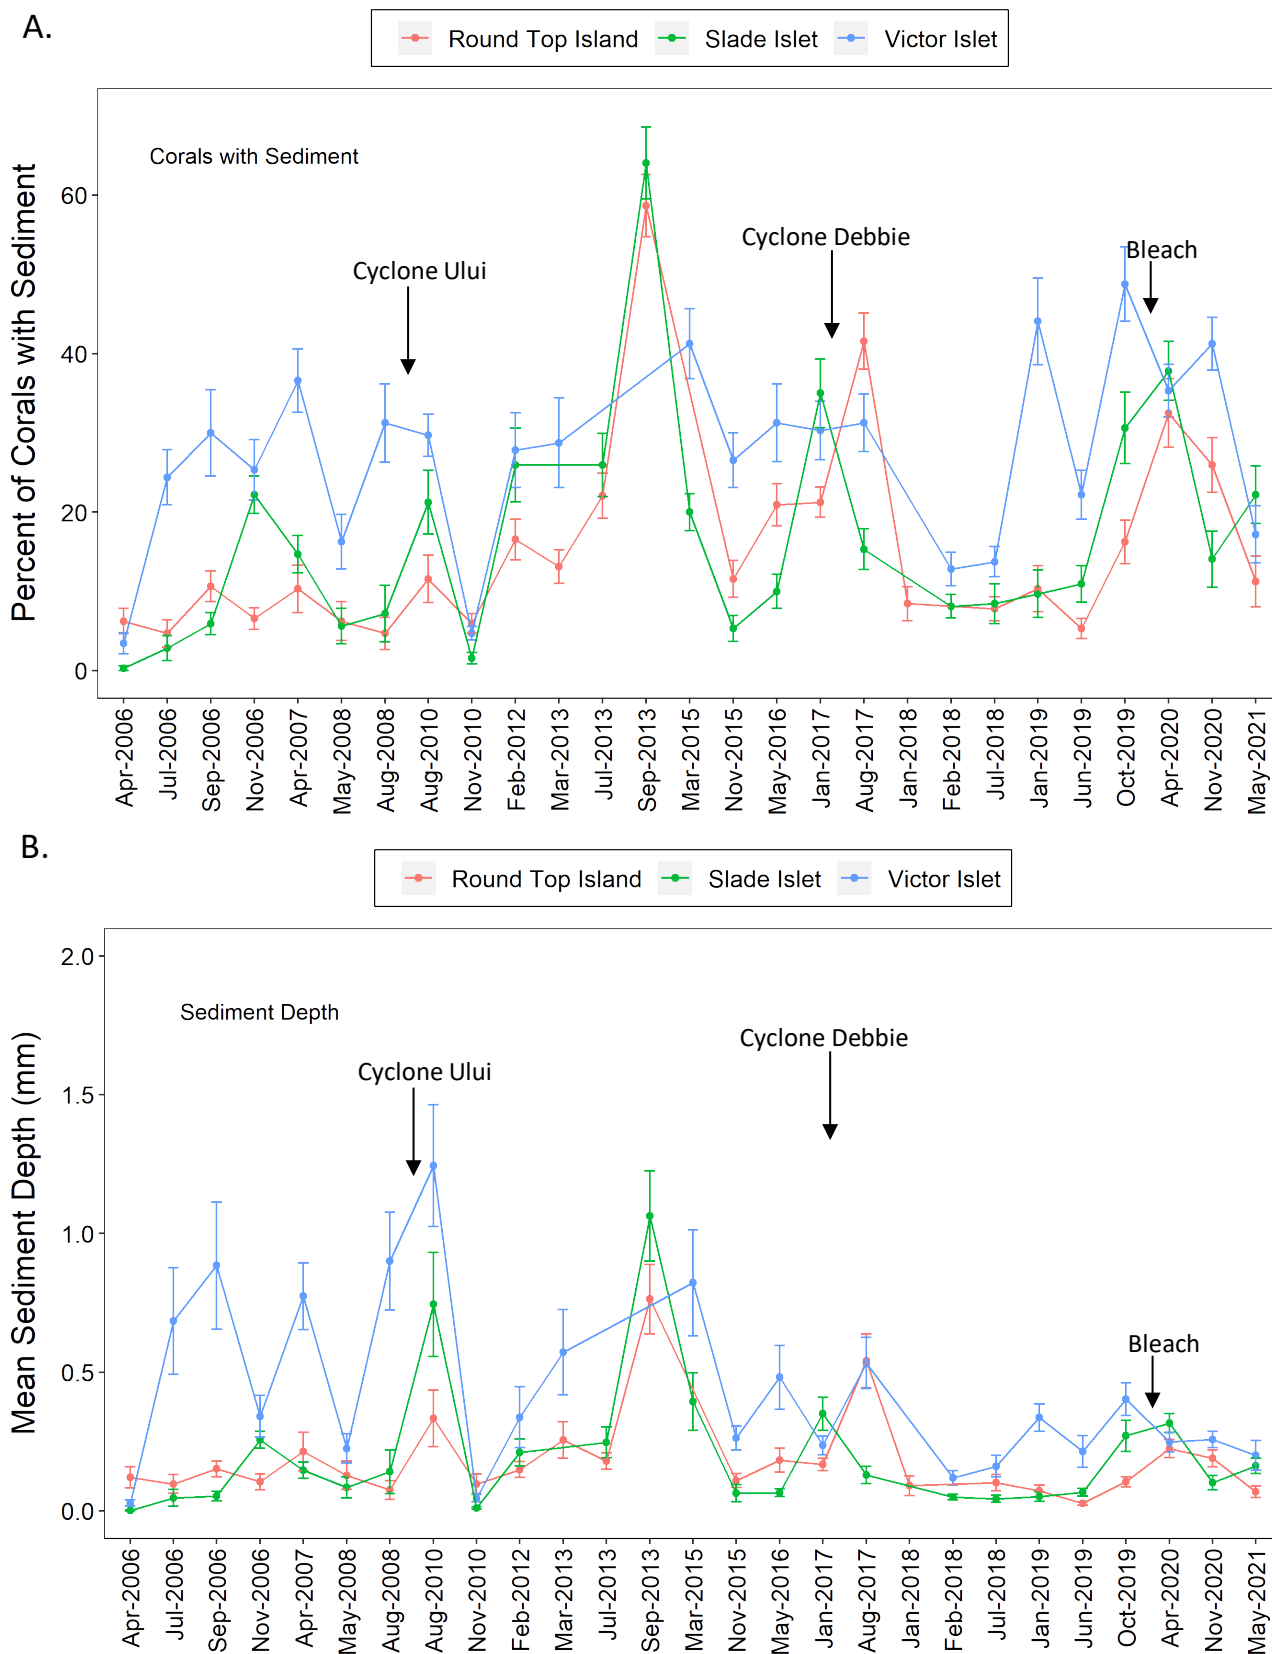 A.
Round Top Island Slade Islet Victor Islet
Corals with Sediment
Cyclone Ului
Cyclone Debbie
Bleach
Percent of Corals with Sediment
60
40
20
0
Apr-2006
Jul-2006
Sep-2006
Nov-2006
Apr-2007
May-2008
Aug-2008
Aug-2010
Nov-2010
Feb-2012
Mar-2013
Jul-2013
Sep-2013
Mar-2015
Nov-2015
May-2016
Jan-2017
Aug-2017
Jan-2018
Feb-2018
Jul-2018
Jan-2019
Jun-2019
Oct-2019
Apr-2020
Nov-2020
May-2021
B.
Round Top Island Slade Islet Victor Islet
Sediment Depth
Cyclone Ului
Cyclone Debbie
Bleach
Mean Sediment Depth (mm)
2.0
1.5
1.0
0.5
0.0
Apr-2006
Jul-2006
Sep-2006
Nov-2006
Apr-2007
May-2008
Aug-2008
Aug-2010
Nov-2010
Feb-2012
Mar-2013
Jul-2013
Sep-2013
Mar-2015
Nov-2015
May-2016
Jan-2017
Aug-2017
Jan-2018
Feb-2018
Jul-2018
Jan-2019
Jun-2019
Oct-2019
Apr-2020
Nov-2020
May-2021